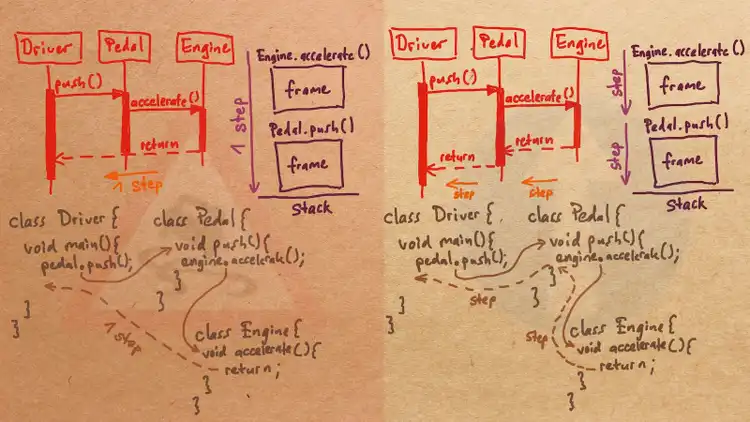 Driver Pedal Engine
push()
accelerate()
return
1 step
1 step
Engine.accelerate()
frame
Pedal.push()
frame
Stack
class Driver {
void main(){
pedal.push();
}
}
class Pedal {
void push(){
engine.accelerate();
}
}
1 step
class Engine {
void accelerate(){
return;
}
}
Driver Pedal Engine
push()
accelerate()
return
return
step
step
step
step
Engine.accelerate()
frame
Pedal.push()
frame
Stack
class Driver {
void main(){
pedal.push();
}
}
class Pedal {
void push(){
engine.accelerate();
}
}
step
step
class Engine {
void accelerate(){
return;
}
}